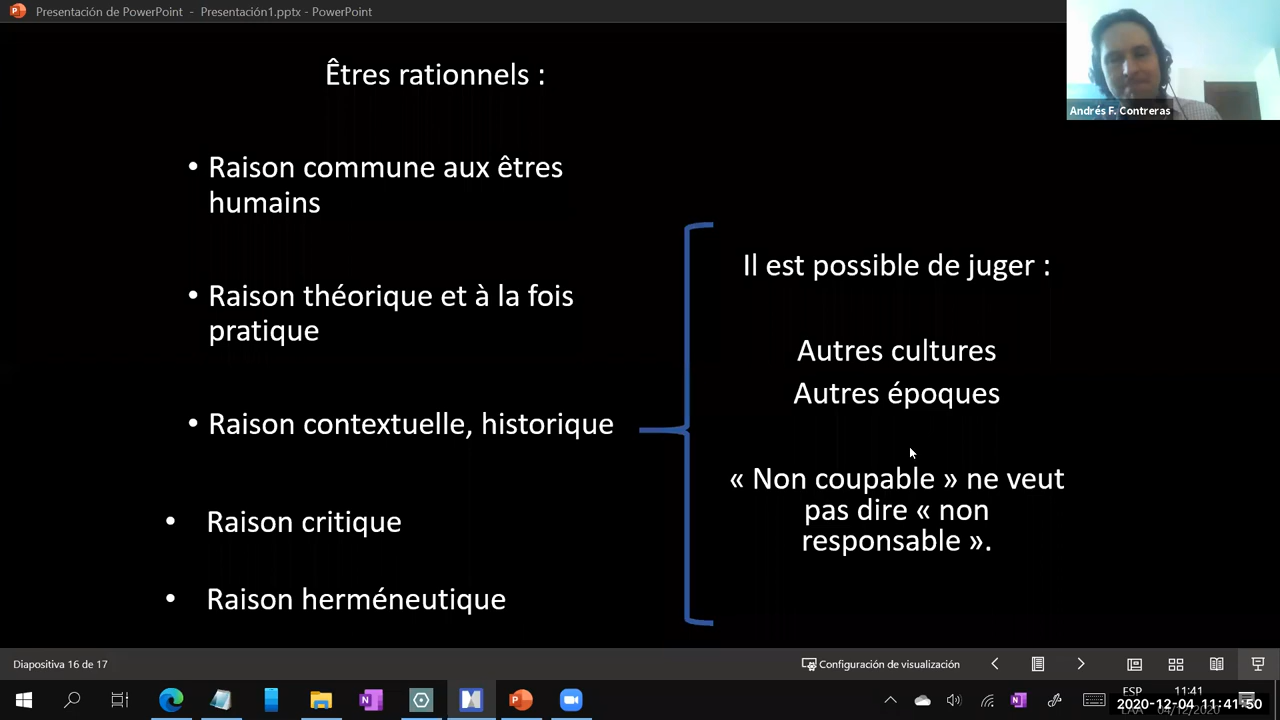 Presentación de PowerPoint - Presentación1.pptx - PowerPoint
Andrés F. Contreras
Êtres rationnels :
• Raison commune aux êtres
humains
• Raison théorique et à la fois
pratique
• Raison contextuelle, historique
• Raison critique
• Raison herméneutique
Il est possible de juger :
Autres cultures
Autres époques
« Non coupable » ne veut
pas dire « non
responsable ».
Diapositiva 16 de 17
Configuración de visualización
ESP
11:41
2020-12-04 11:41:50